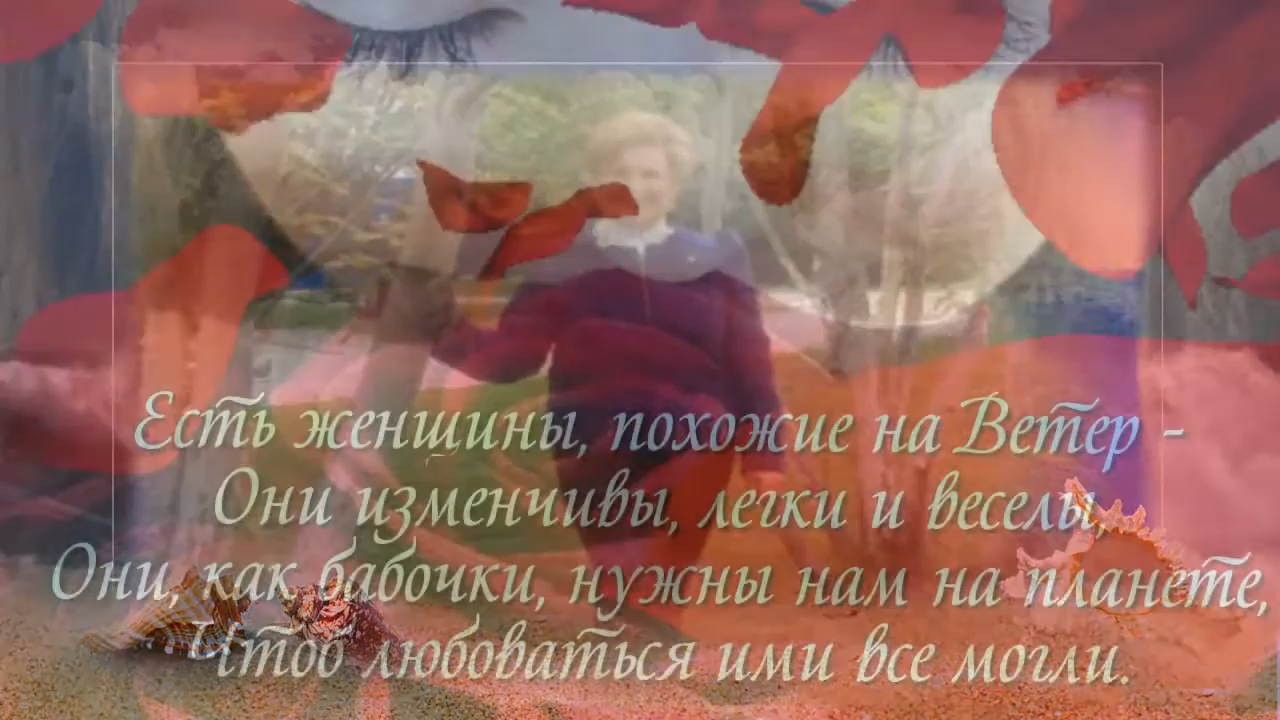 Есть женщины, похожие на Ветер -
Они изменчивы, легки и веселы
Они, как бабочки, нужны нам на планете,
Чтоб любоваться ими все могли.